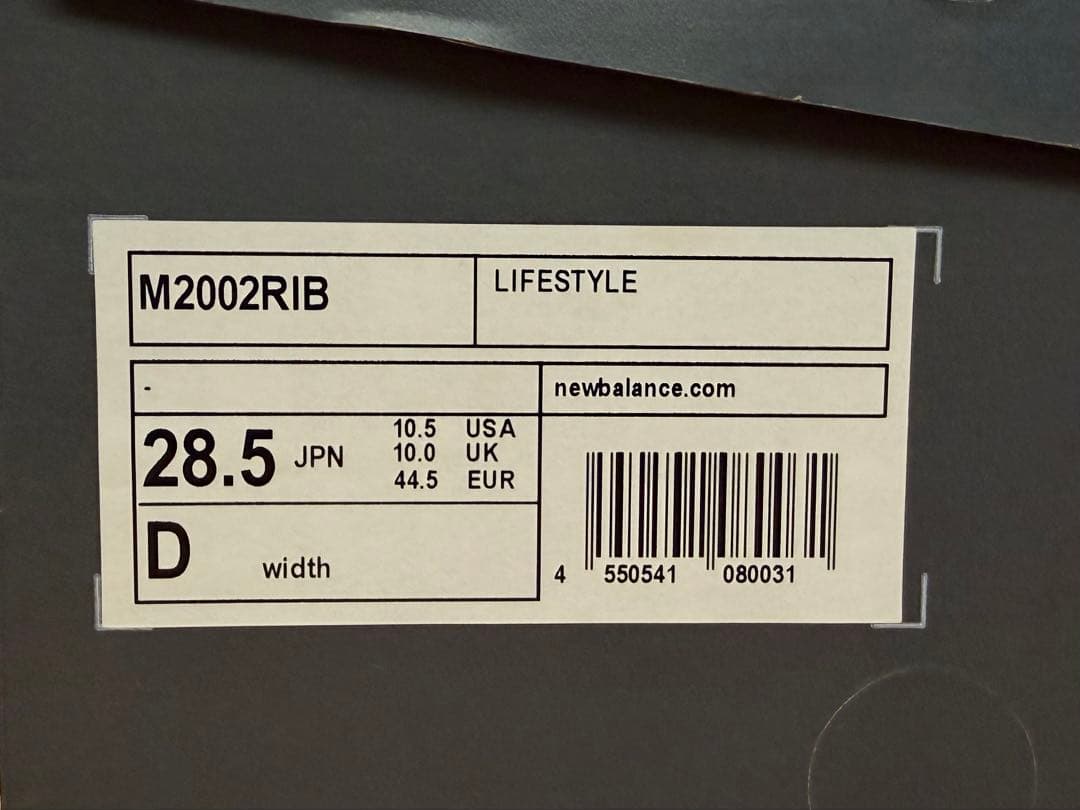 M2002RIB
LIFESTYLE
-
newbalance.com
28.5 JPN
10.5 USA
10.0 UK
44.5 EUR
D width
4 550541 080031